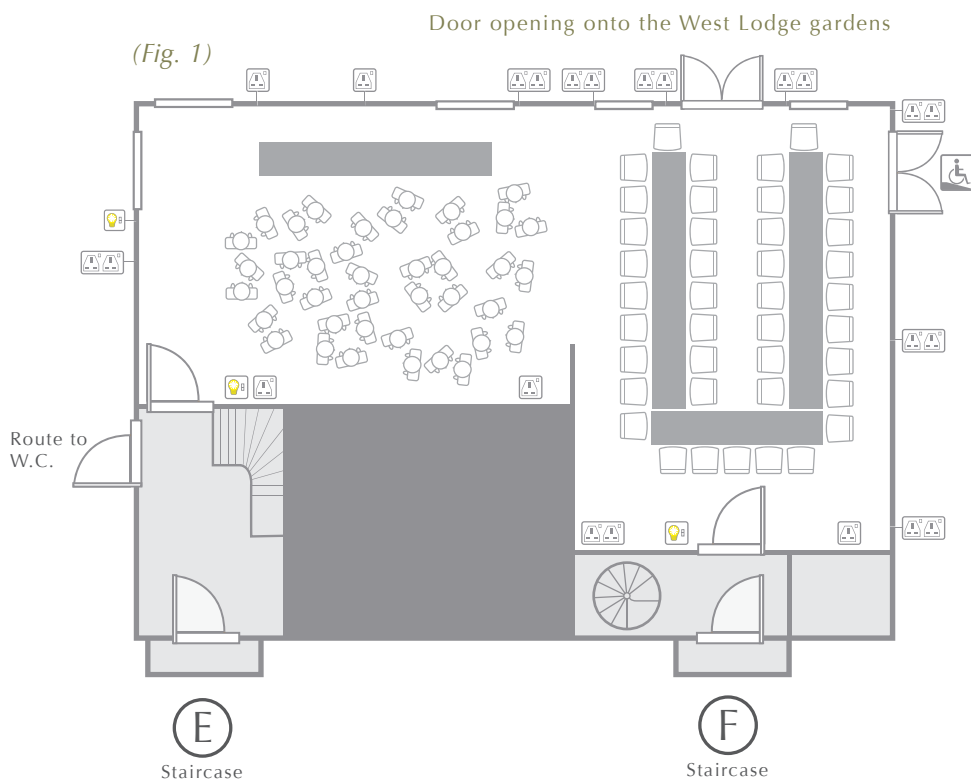 Door opening onto the West Lodge gardens
(Fig. 1)
Route to
W.C.
E
Staircase
F
Staircase